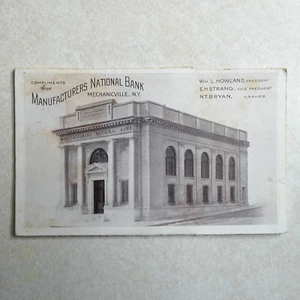 COMPLIMENTS
OF
MANUFACTURERS NATIONAL BANK
MECHANICVILLE, N.Y.
WM. L. HOWLAND, PRESIDENT
E.H. STRANG, VICE PRESIDENT
N.T. BRYAN, CASHIER